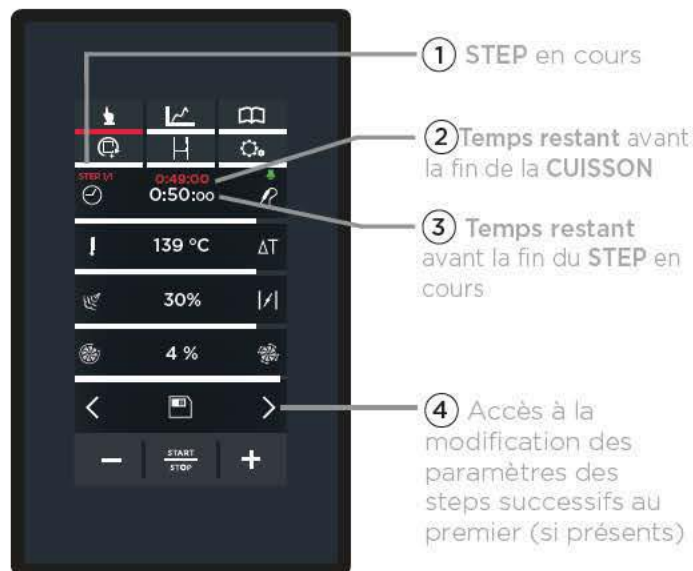 STEP 1/1
0:49:00
0:50:00
139 °C
ΔT
30%
4 %
START
STOP
1 STEP en cours
2 Temps restant avant
la fin de la CUISSON
3 Temps restant
avant la fin du STEP en
cours
4 Accès à la
modification des
paramètres des
steps successifs au
premier (si présents)